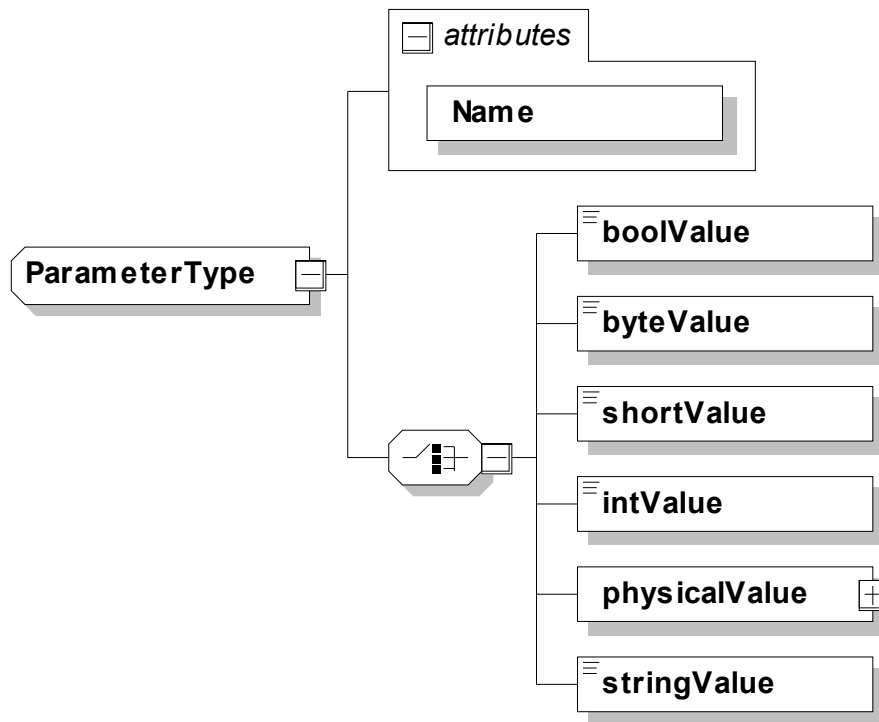 attributes
Name
ParameterType
boolValue
byteValue
shortValue
intValue
physicalValue
stringValue